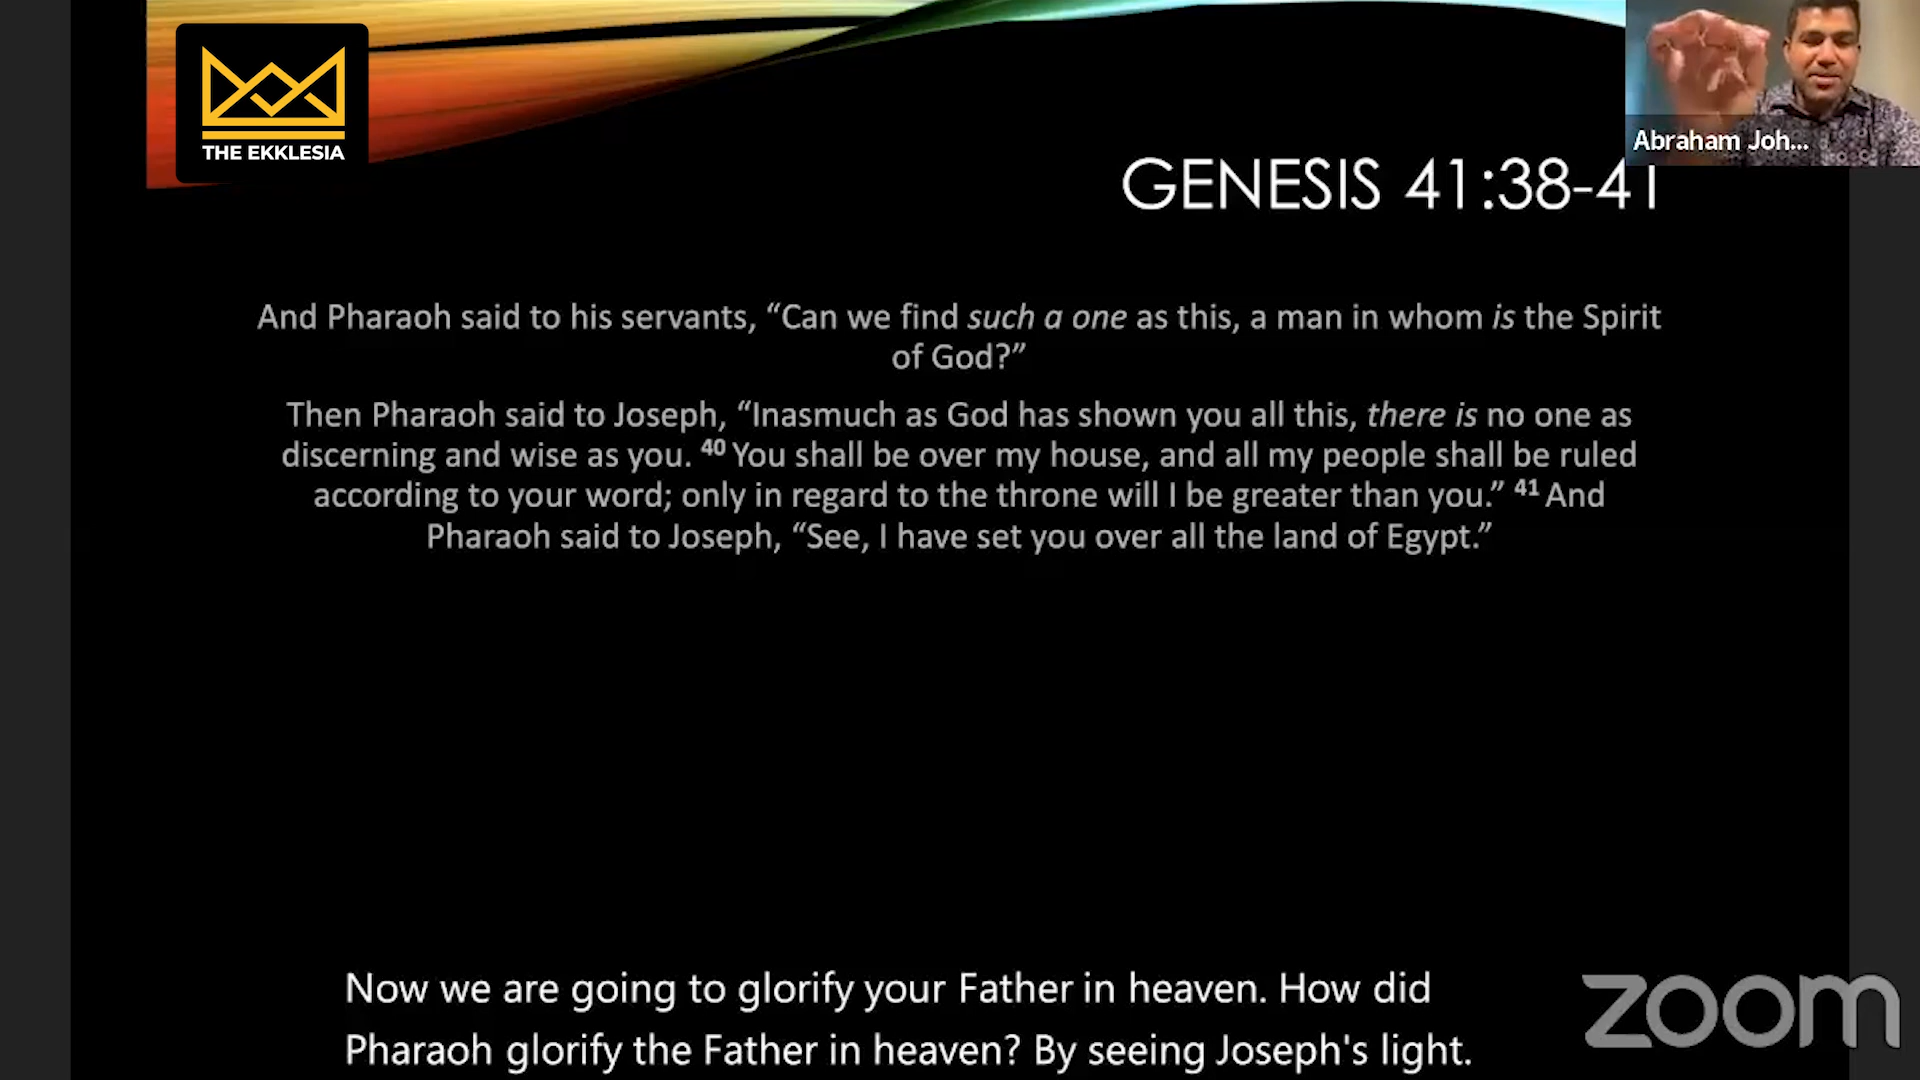 THE EKKLESIA
Abraham Joh...
GENESIS 41:38-41
And Pharaoh said to his servants, “Can we find such a one as this, a man in whom is the Spirit
of God?”
Then Pharaoh said to Joseph, “Inasmuch as God has shown you all this, there is no one as
discerning and wise as you. 40 You shall be over my house, and all my people shall be ruled
according to your word; only in regard to the throne will I be greater than you.” 41 And
Pharaoh said to Joseph, “See, I have set you over all the land of Egypt.”
Now we are going to glorify your Father in heaven. How did
Pharaoh glorify the Father in heaven? By seeing Joseph's light.
zoom